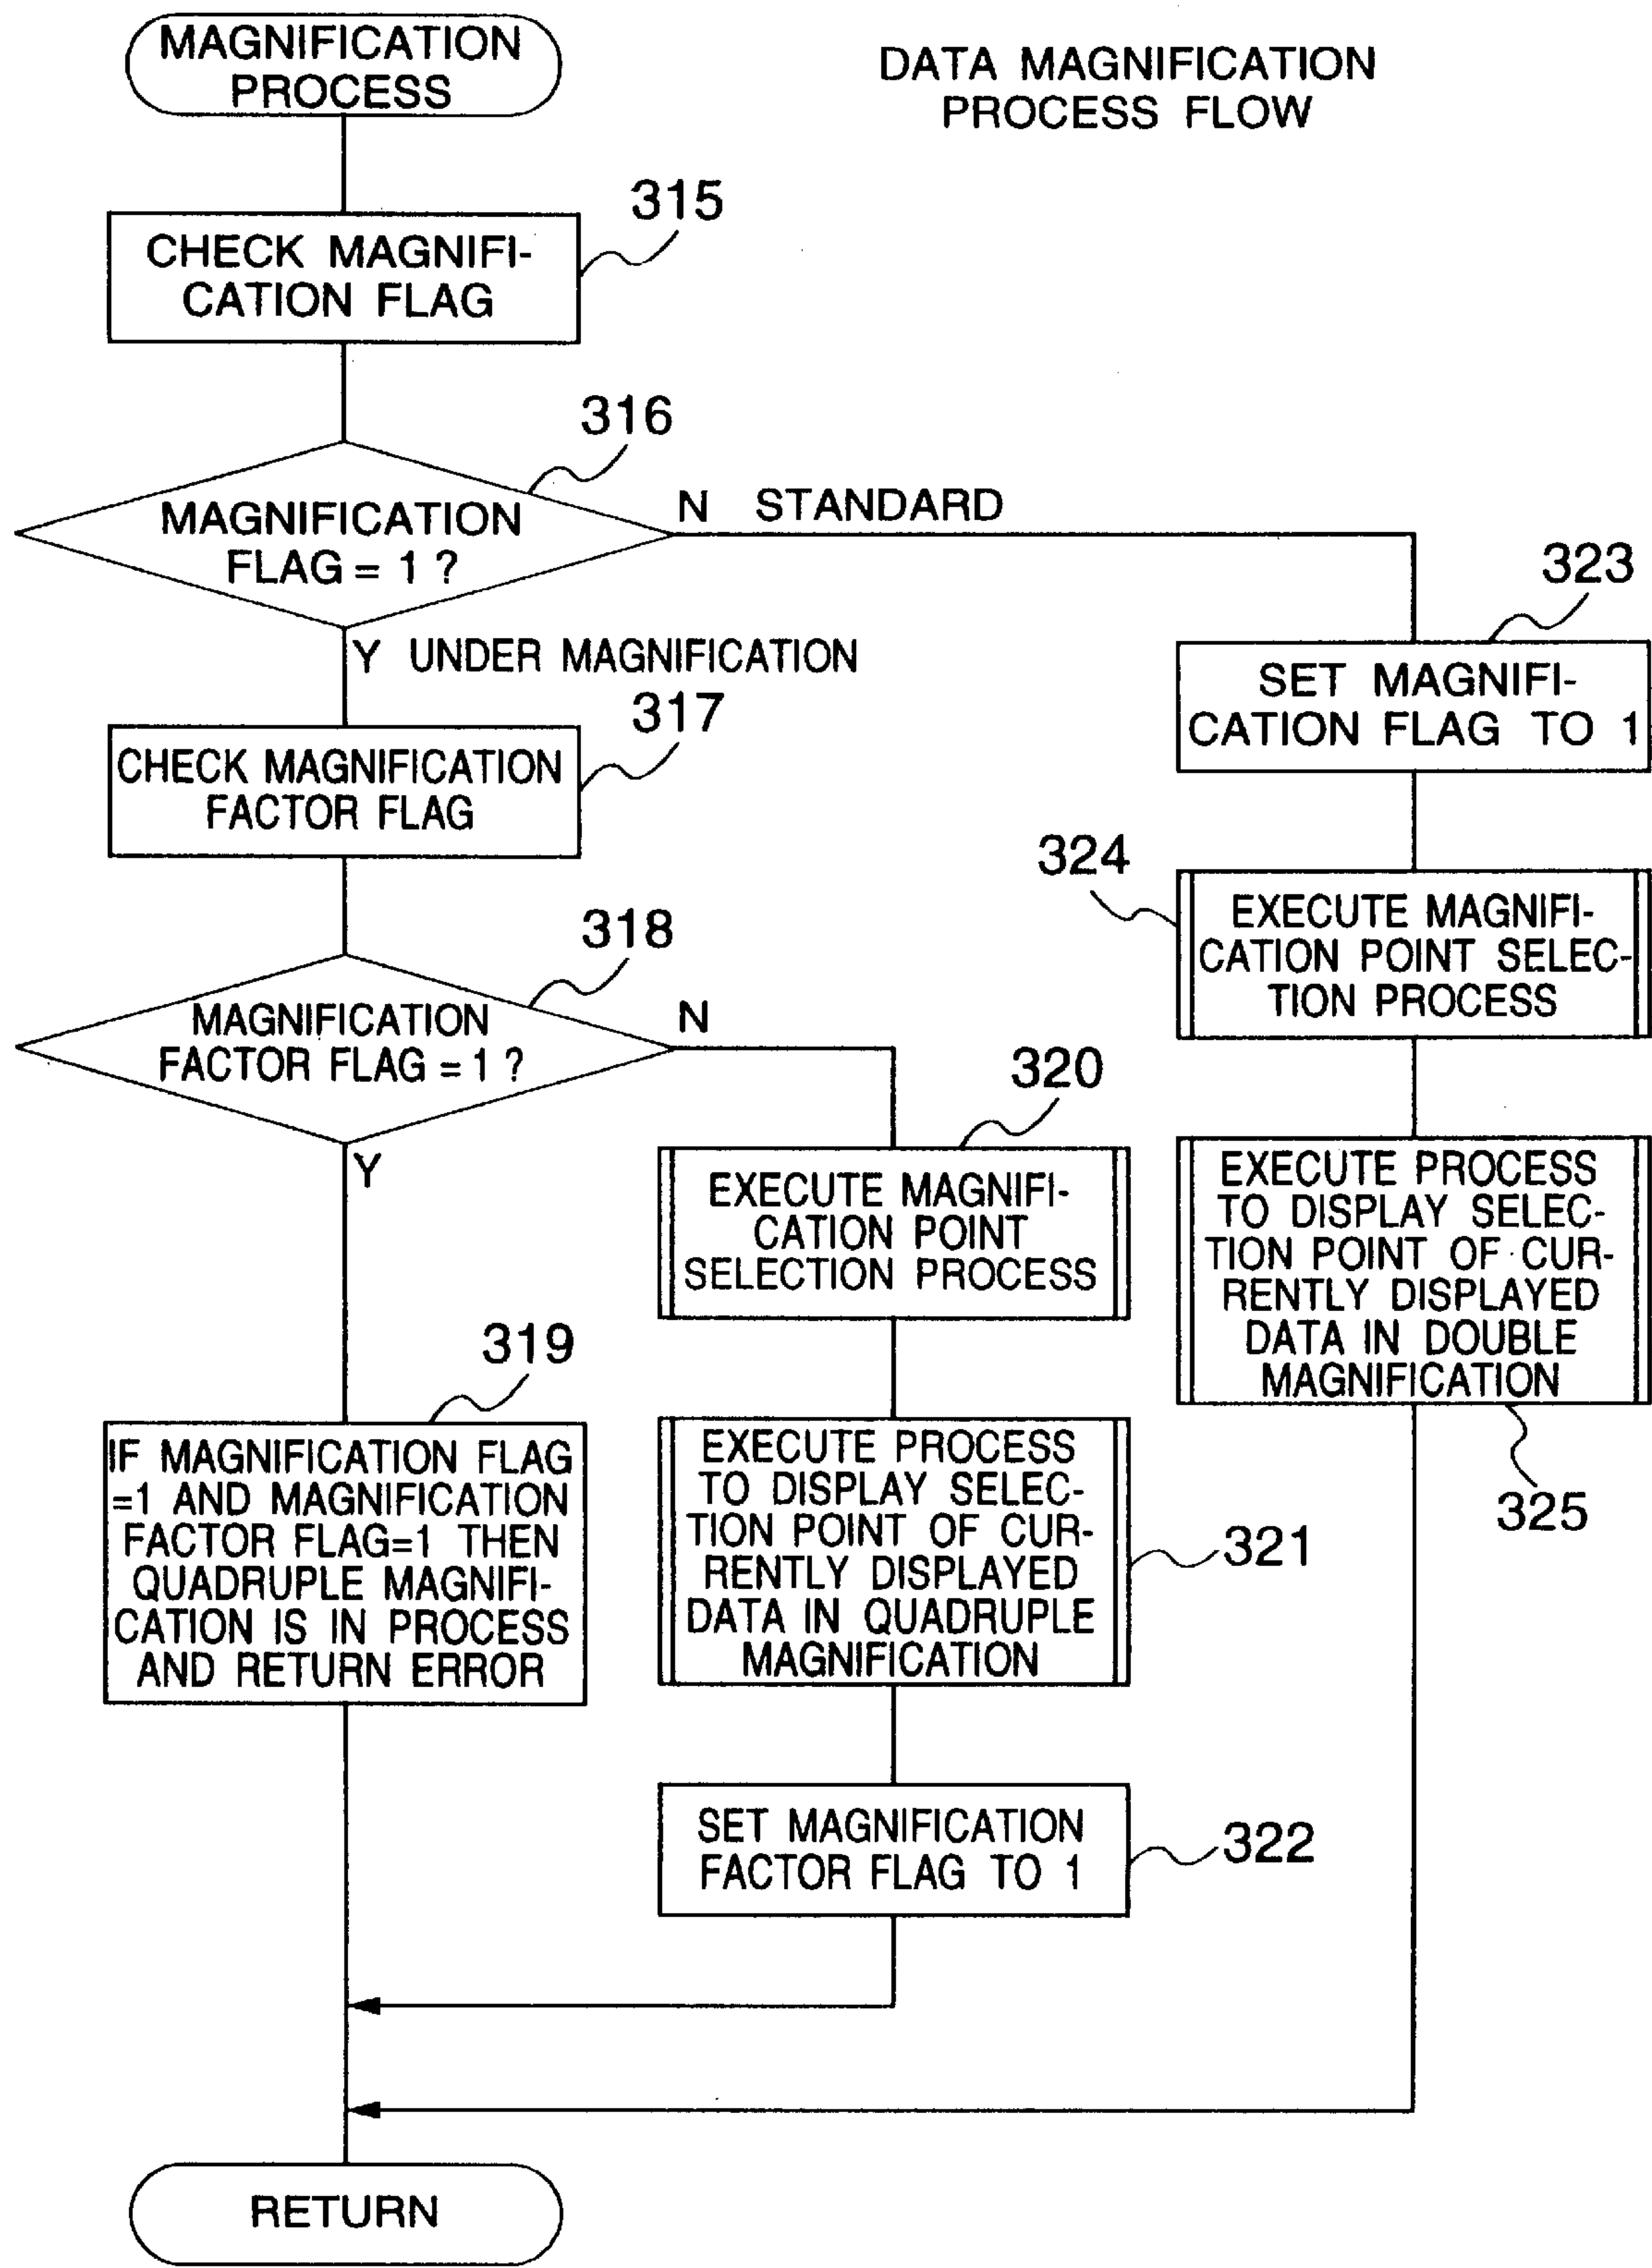 MAGNIFICATION
PROCESS
DATA MAGNIFICATION
PROCESS FLOW
315
CHECK MAGNIFI-
CATION FLAG
316
MAGNIFICATION
FLAG = 1 ?
N STANDARD
Y UNDER MAGNIFICATION
323
SET MAGNIFI-
CATION FLAG TO 1
317
CHECK MAGNIFICATION
FACTOR FLAG
324
EXECUTE MAGNIFI-
CATION POINT SELEC-
TION PROCESS
318
MAGNIFICATION
FACTOR FLAG = 1 ?
N
Y
320
EXECUTE MAGNIFI-
CATION POINT
SELECTION PROCESS
EXECUTE PROCESS
TO DISPLAY SELEC-
TION POINT OF CUR-
RENTLY DISPLAYED
DATA IN DOUBLE
MAGNIFICATION
325
319
IF MAGNIFICATION FLAG
=1 AND MAGNIFICATION
FACTOR FLAG=1 THEN
QUADRUPLE MAGNIFI-
CATION IS IN PROCESS
AND RETURN ERROR
EXECUTE PROCESS
TO DISPLAY SELEC-
TION POINT OF CUR-
RENTLY DISPLAYED
DATA IN QUADRUPLE
MAGNIFICATION
321
SET MAGNIFICATION
FACTOR FLAG TO 1
322
RETURN